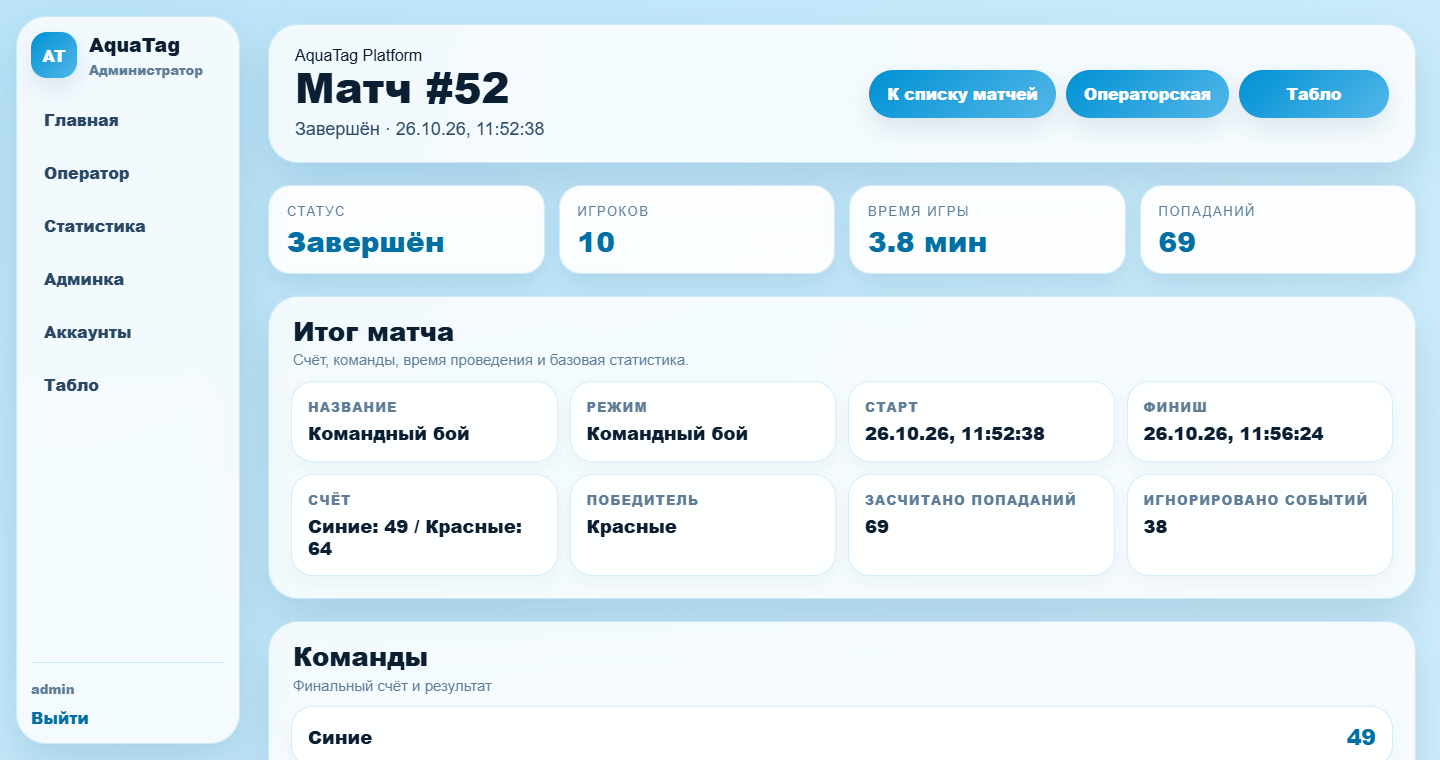 AT
AquaTag
Администратор
Главная
Оператор
Статистика
Админка
Аккаунты
Табло
admin
Выйти
AquaTag Platform
Матч #52
Завершён · 26.10.26, 11:52:38
К списку матчей
Операторская
Табло
СТАТУС
Завершён
ИГРОКОВ
10
ВРЕМЯ ИГРЫ
3.8 мин
ПОПАДАНИЙ
69
Итог матча
Счёт, команды, время проведения и базовая статистика.
НАЗВАНИЕ
Командный бой
РЕЖИМ
Командный бой
СТАРТ
26.10.26, 11:52:38
ФИНИШ
26.10.26, 11:56:24
СЧЁТ
Синие: 49 / Красные:
64
ПОБЕДИТЕЛЬ
Красные
ЗАСЧИТАНО ПОПАДАНИЙ
69
ИГНОРИРОВАНО СОБЫТИЙ
38
Команды
Финальный счёт и результат
Синие
49